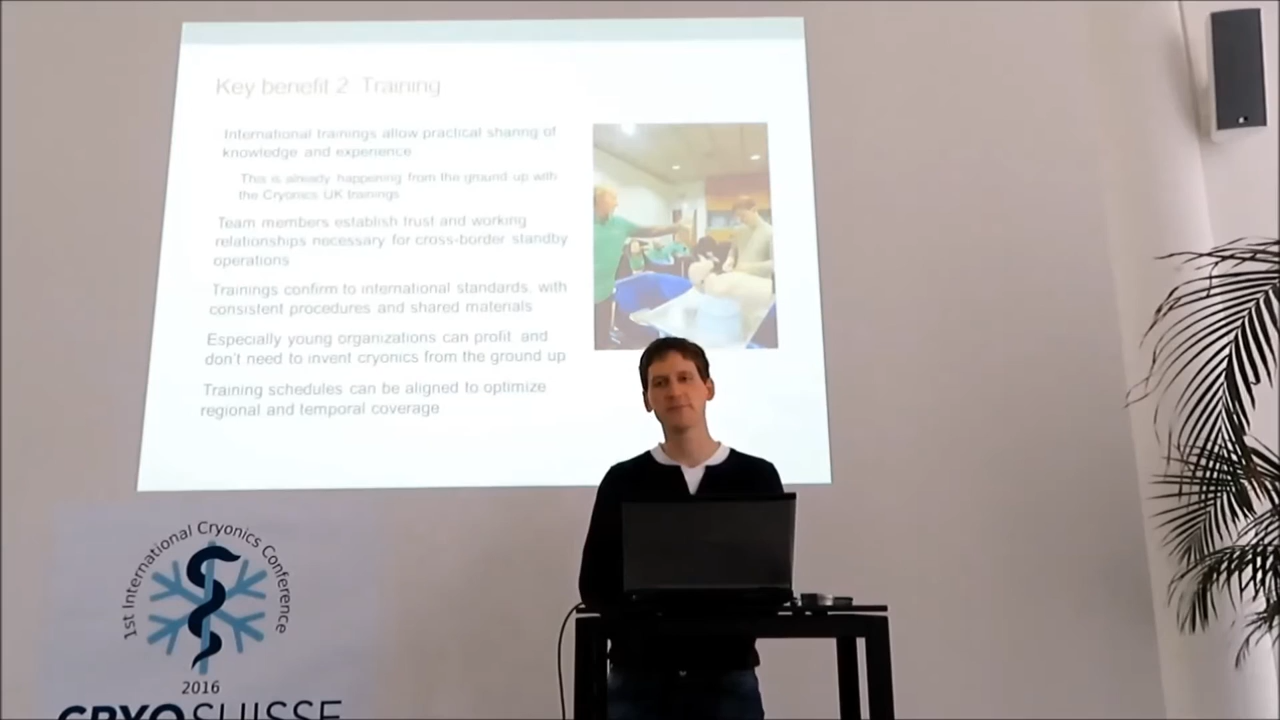 Key benefit 2 Training
International trainings allow practical sharing of
knowledge and experience
This is already happening from the ground up with
the Cryonics UK trainings
Team members establish trust and working
relationships necessary for cross-border standby
operations
Trainings confirm to international standards, with
consistent procedures and shared materials
Especially young organizations can profit, and
don't need to invent cryonics from the ground up
Training schedules can be aligned to optimize
regional and temporal coverage
1st International Cryonics Conference
2016
CRYOSUISSE